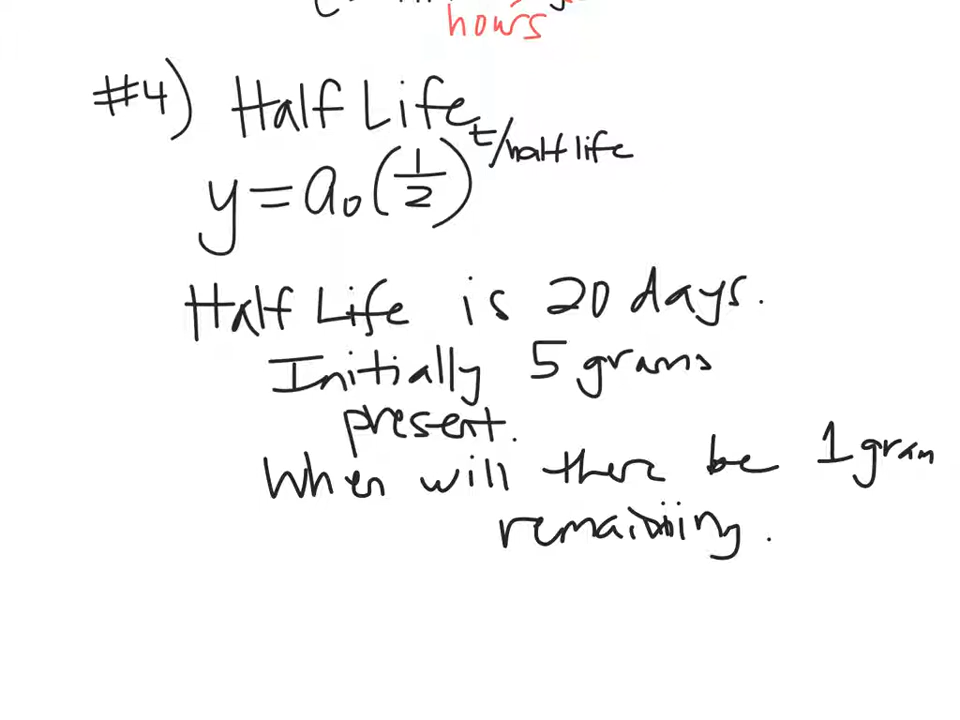 hours
#4) Half Life
y = a₀(1/2)^t/half life
Half Life is 20 days.
Initially 5 grams
present.
When will there be 1 gram
remaining.